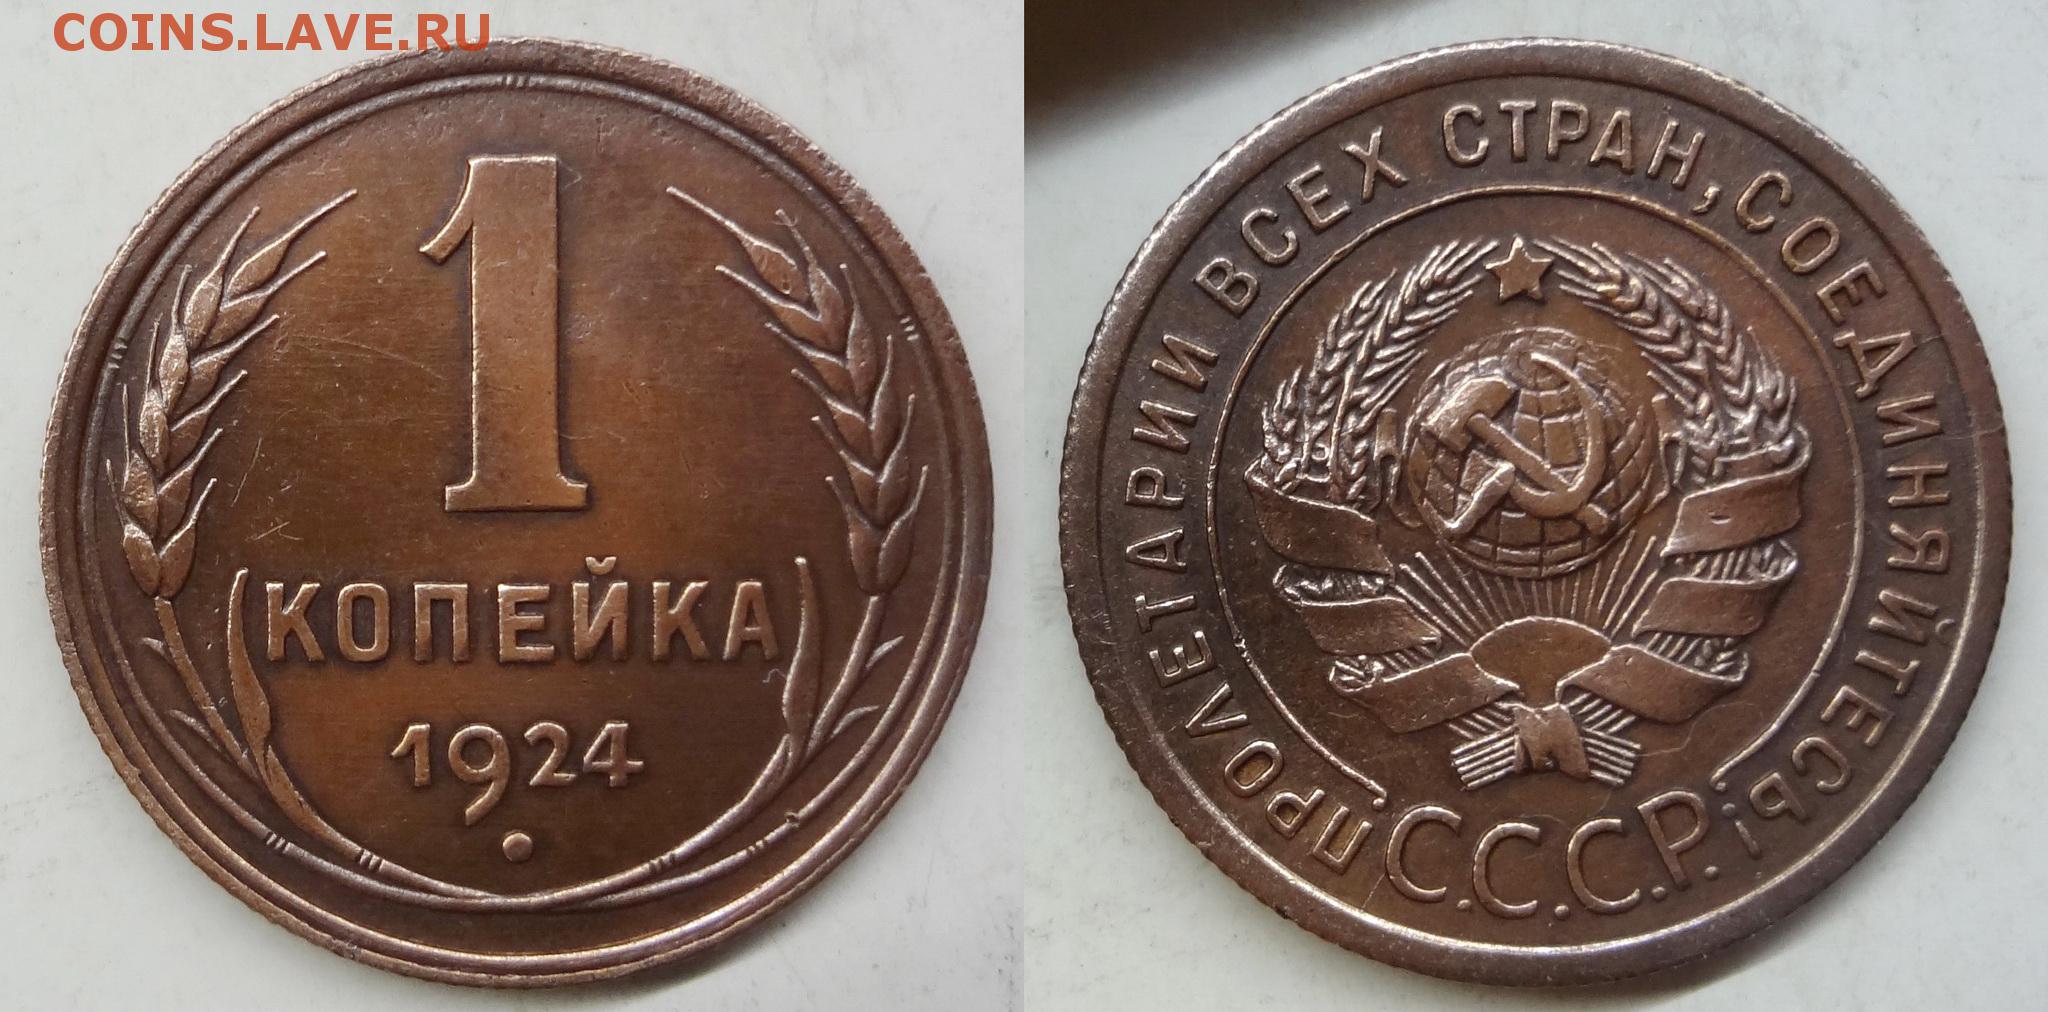 COINS.LAVE.RU
1
КОПЕЙКА
1924
ПРОЛЕТАРИИ ВСЕХ СТРАН, СОЕДИНЯЙТЕСЬ!
С.С.С.Р.